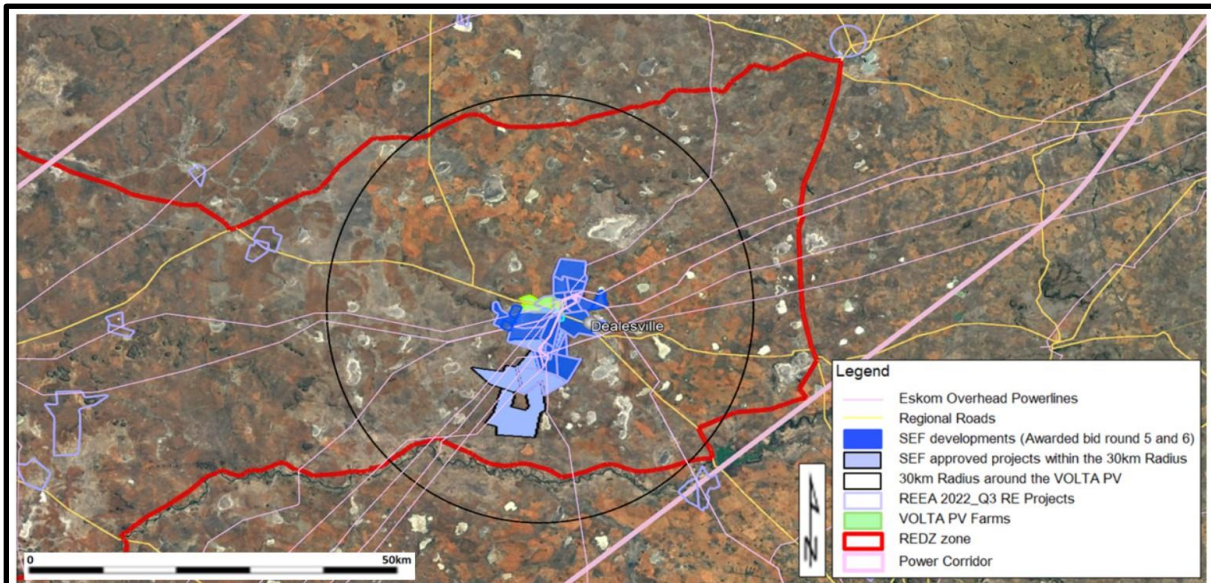 Dealesville
Legend
Eskom Overhead Powerlines
Regional Roads
SEF developments (Awarded bid round 5 and 6)
SEF approved projects within the 30km Radius
30km Radius around the VOLTA PV
REEA 2022_Q3 RE Projects
VOLTA PV Farms
REDZ zone
Power Corridor
N
0 50km